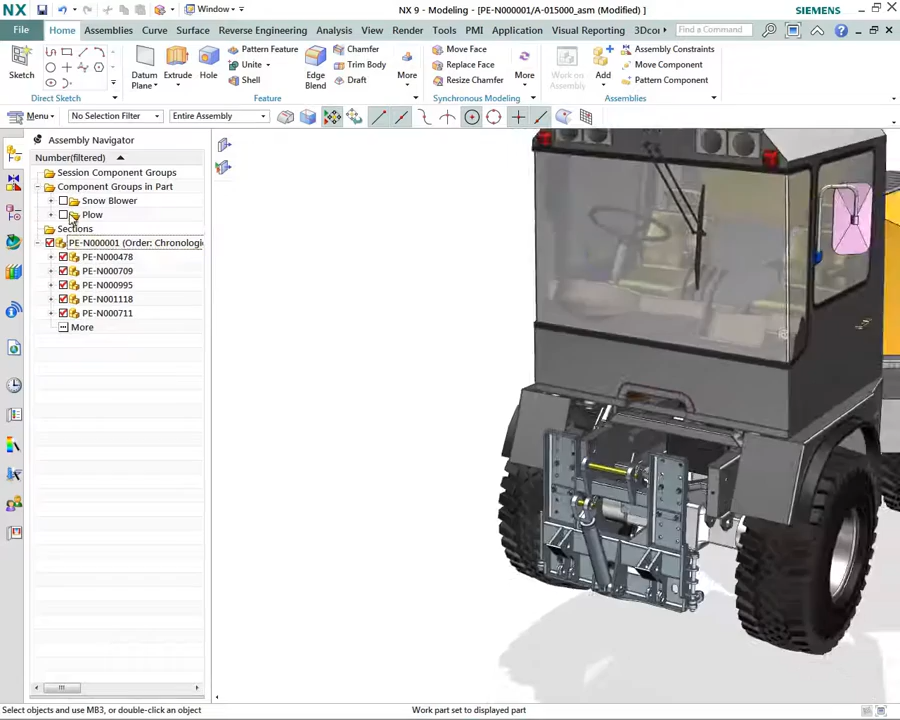 NX
Window
NX 9 - Modeling - [PE-N000001/A-015000_asm (Modified) ]
SIEMENS
File
Home
Assemblies
Curve
Surface
Reverse Engineering
Analysis
View
Render
Tools
PMI
Application
Visual Reporting
3Dco
Find a Command
Sketch
Direct Sketch
Datum
Plane
Extrude
Hole
Pattern Feature
Unite
Shell
Edge
Blend
Chamfer
Trim Body
Draft
More
Feature
Move Face
Replace Face
Resize Chamfer
More
Synchronous Modeling
Work on
Assembly
Add
Assembly Constraints
Move Component
Pattern Component
Assemblies
Menu
No Selection Filter
Entire Assembly
Assembly Navigator
Number(filtered)
Session Component Groups
Component Groups in Part
Snow Blower
Plow
Sections
PE-N000001 (Order: Chronologi
PE-N000478
PE-N000709
PE-N000995
PE-N001118
PE-N000711
More
Select objects and use MB3, or double-click an object
Work part set to displayed part